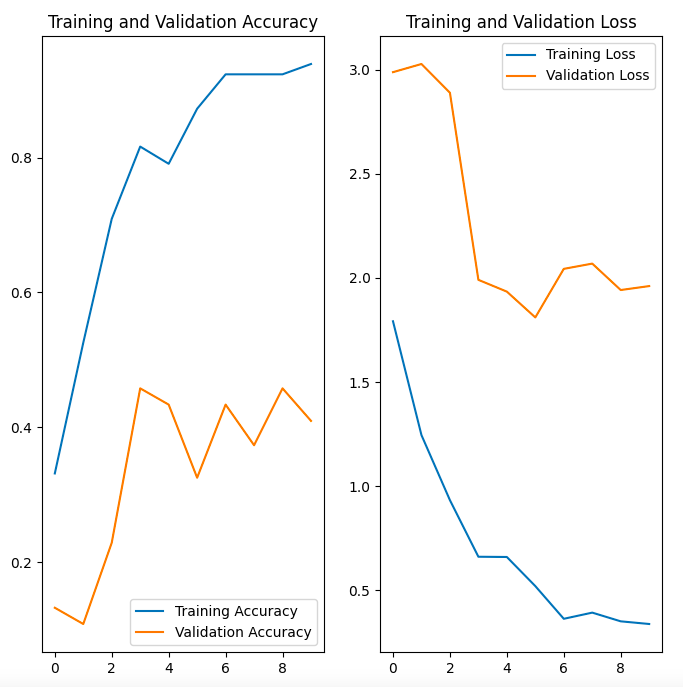 Training and Validation Accuracy
0.8
0.6
0.4
0.2
0 2 4 6 8
Training Accuracy
Validation Accuracy
Training and Validation Loss
3.0
2.5
2.0
1.5
1.0
0.5
0 2 4 6 8
Training Loss
Validation Loss